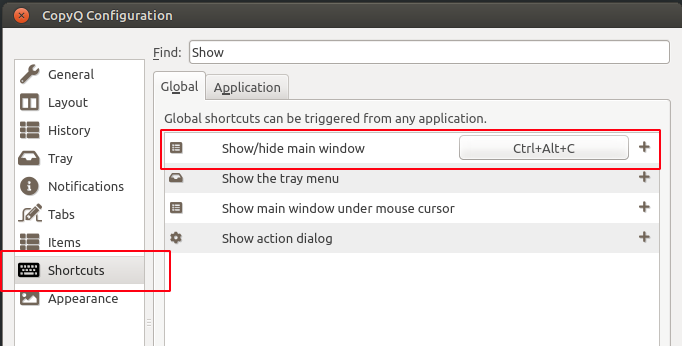 CopyQ Configuration
Find: Show
General
Layout
History
Tray
Notifications
Tabs
Items
Shortcuts
Appearance
Global Application
Global shortcuts can be triggered from any application.
Show/hide main window Ctrl+Alt+C
Show the tray menu
Show main window under mouse cursor
Show action dialog